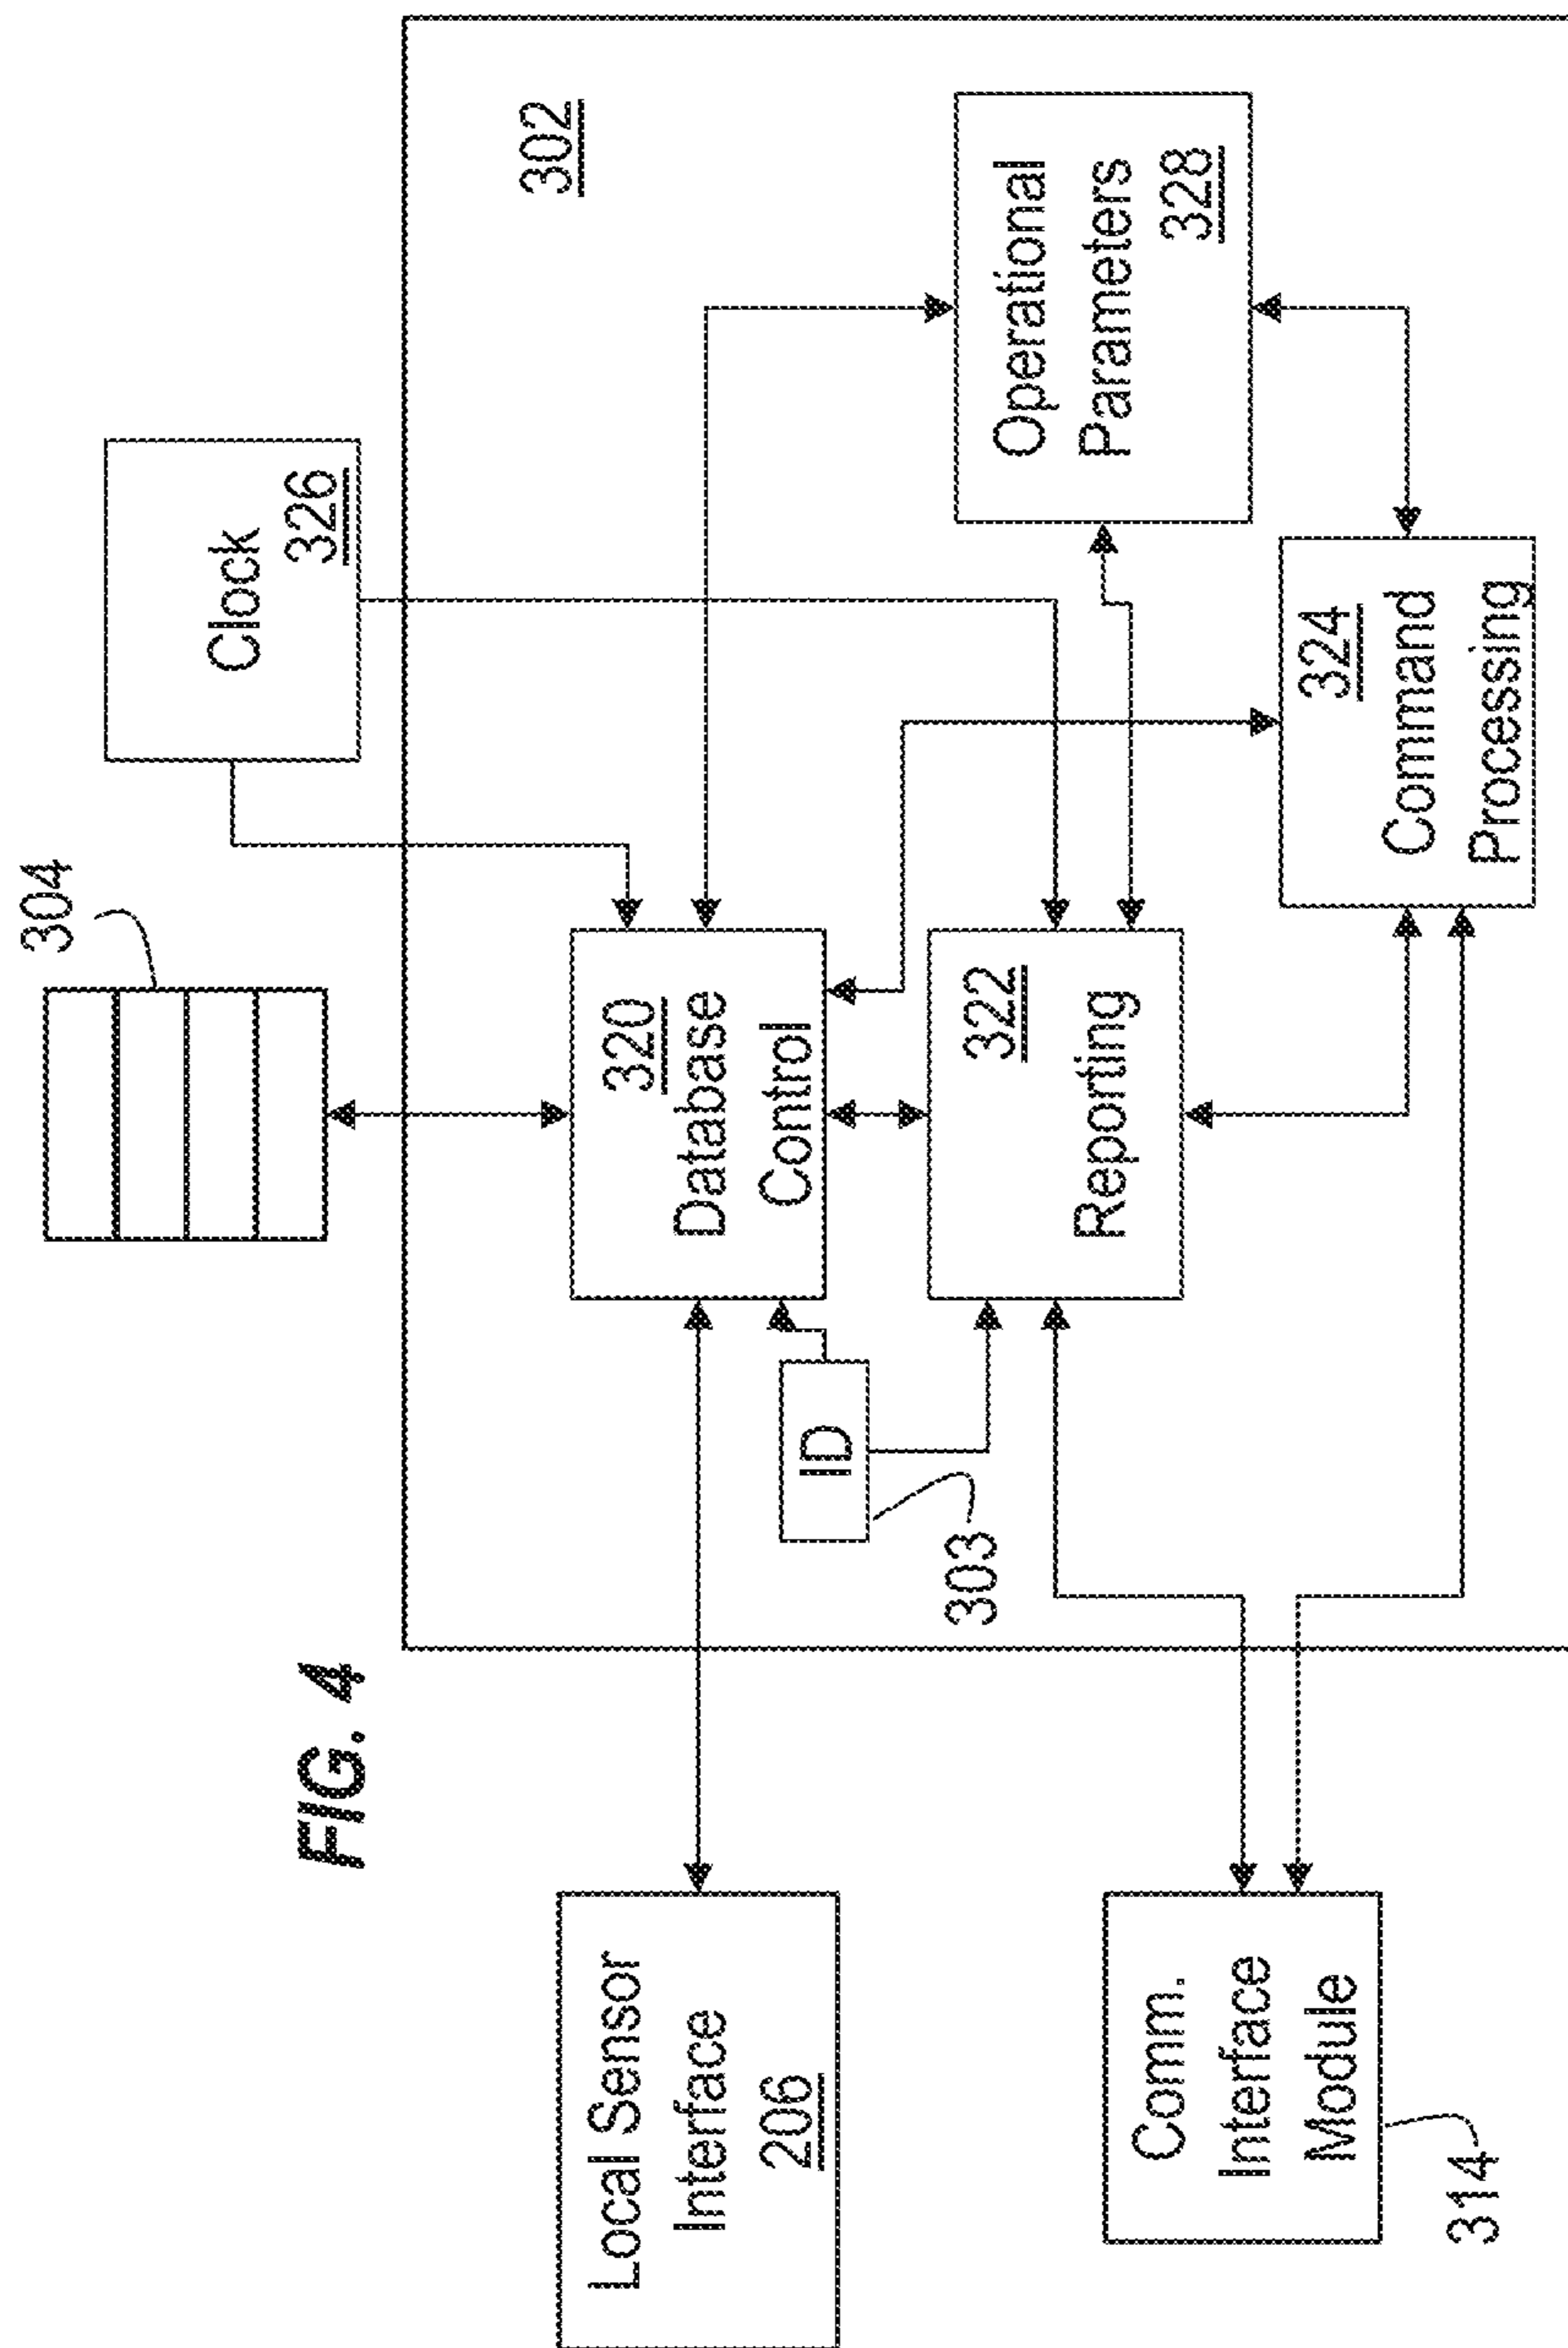 FIG. 4
304
Clock
326
302
Local Sensor
Interface
206
320
Database
Control
ID
303
322
Reporting
Operational
Parameters
328
Comm.
Interface
Module
314
324
Command
Processing